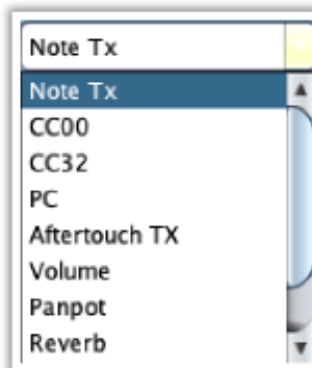 Note Tx
Note Tx
CC00
CC32
PC
Aftertouch TX
Volume
Panpot
Reverb